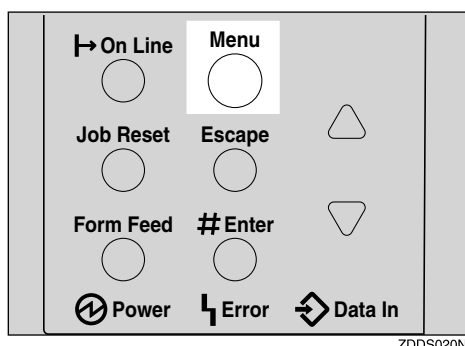 On Line Menu
Job Reset Escape
Form Feed # Enter
Power Error Data In
ZDDS020N